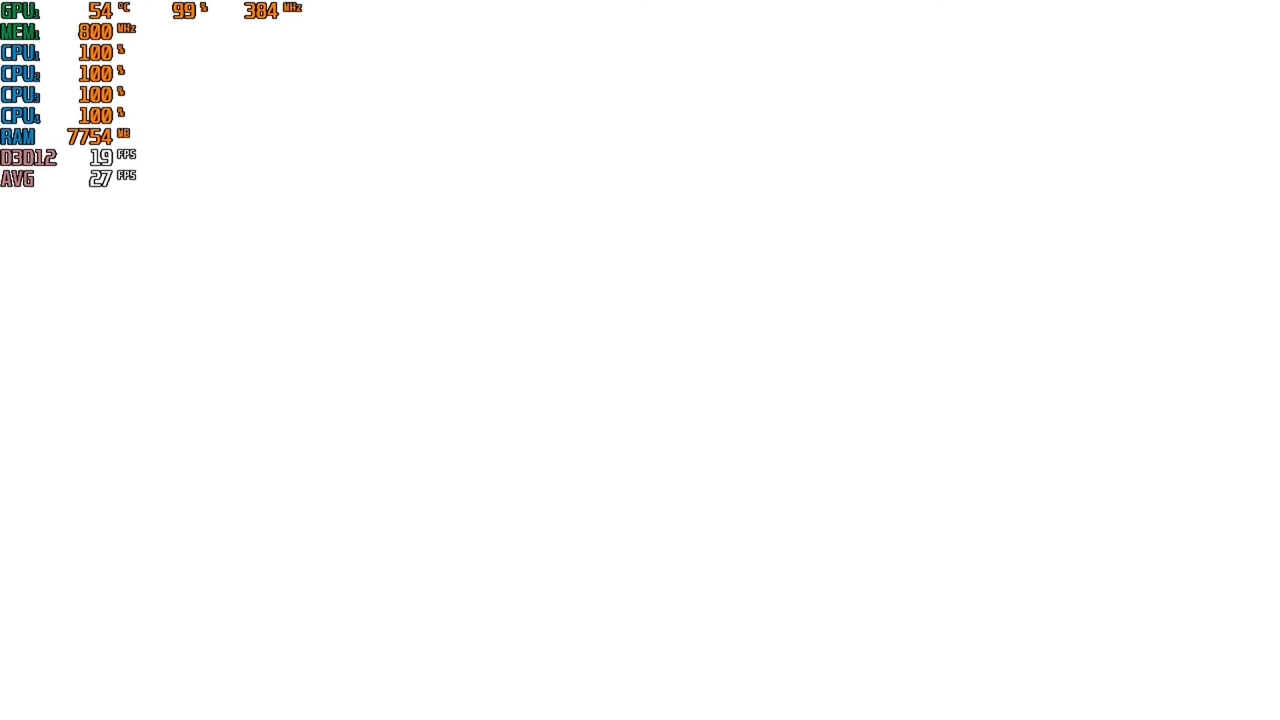 GPU1 54 °C 99 % 384 MHz
MEM1 800 MHz
CPU1 100 %
CPU2 100 %
CPU3 100 %
CPU4 100 %
RAM 7754 MB
D3D12 19 FPS
AVG 27 FPS